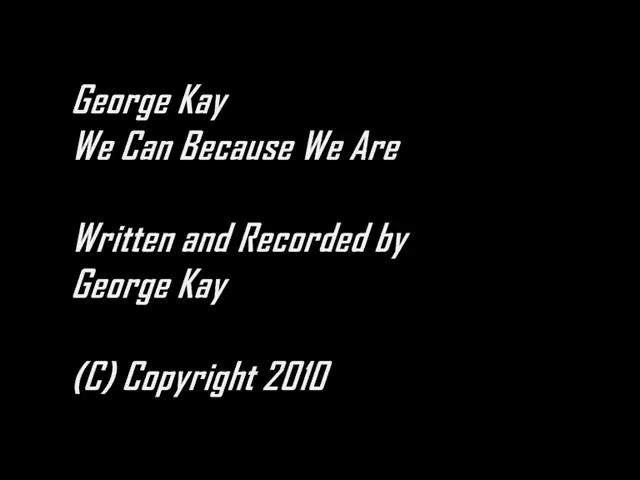 George Kay
We Can Because We Are
Written and Recorded by
George Kay
(C) Copyright 2010